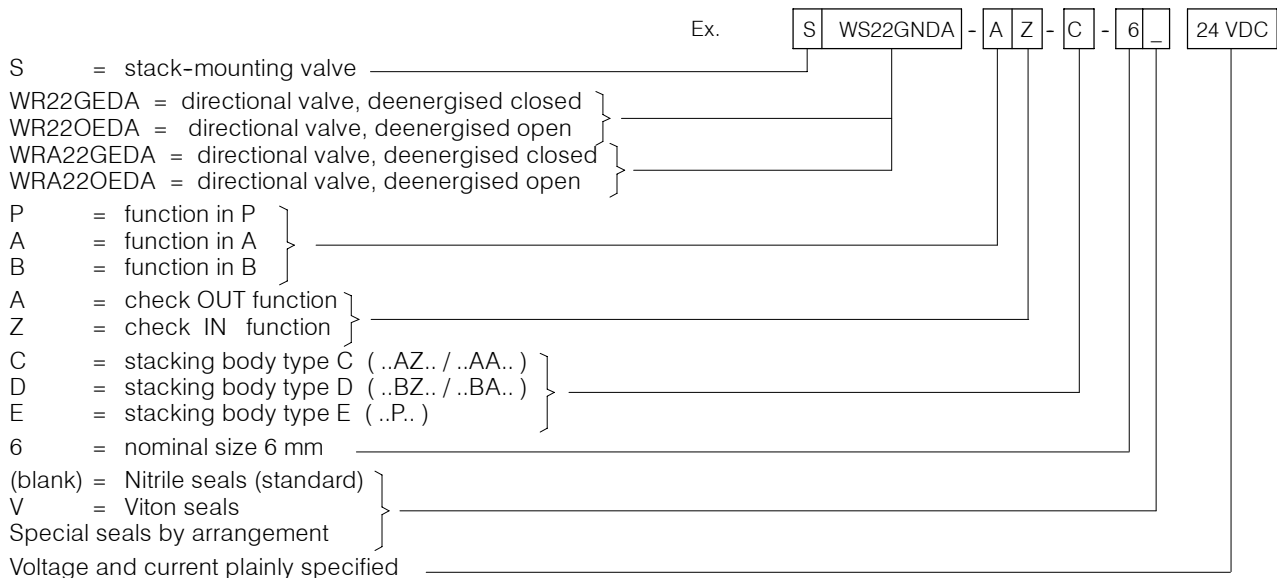 Ex. S WS22GNDA - A Z - C - 6 _ 24 VDC
S = stack-mounting valve
WR22GEDA = directional valve, deenergised closed
WR22OEDA = directional valve, deenergised open
WRA22GEDA = directional valve, deenergised closed
WRA22OEDA = directional valve, deenergised open
P = function in P
A = function in A
B = function in B
A = check OUT function
Z = check IN function
C = stacking body type C ( ..AZ.. / ..AA.. )
D = stacking body type D ( ..BZ.. / ..BA.. )
E = stacking body type E ( ..P.. )
6 = nominal size 6 mm
(blank) = Nitrile seals (standard)
V = Viton seals
Special seals by arrangement
Voltage and current plainly specified